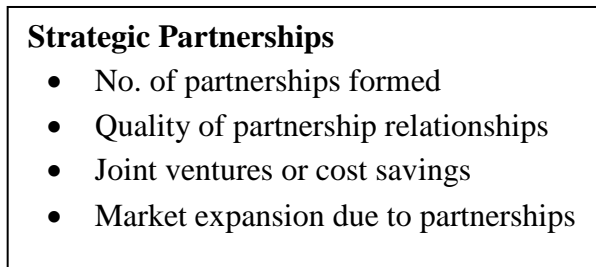 Strategic Partnerships
• No. of partnerships formed
• Quality of partnership relationships
• Joint ventures or cost savings
• Market expansion due to partnerships